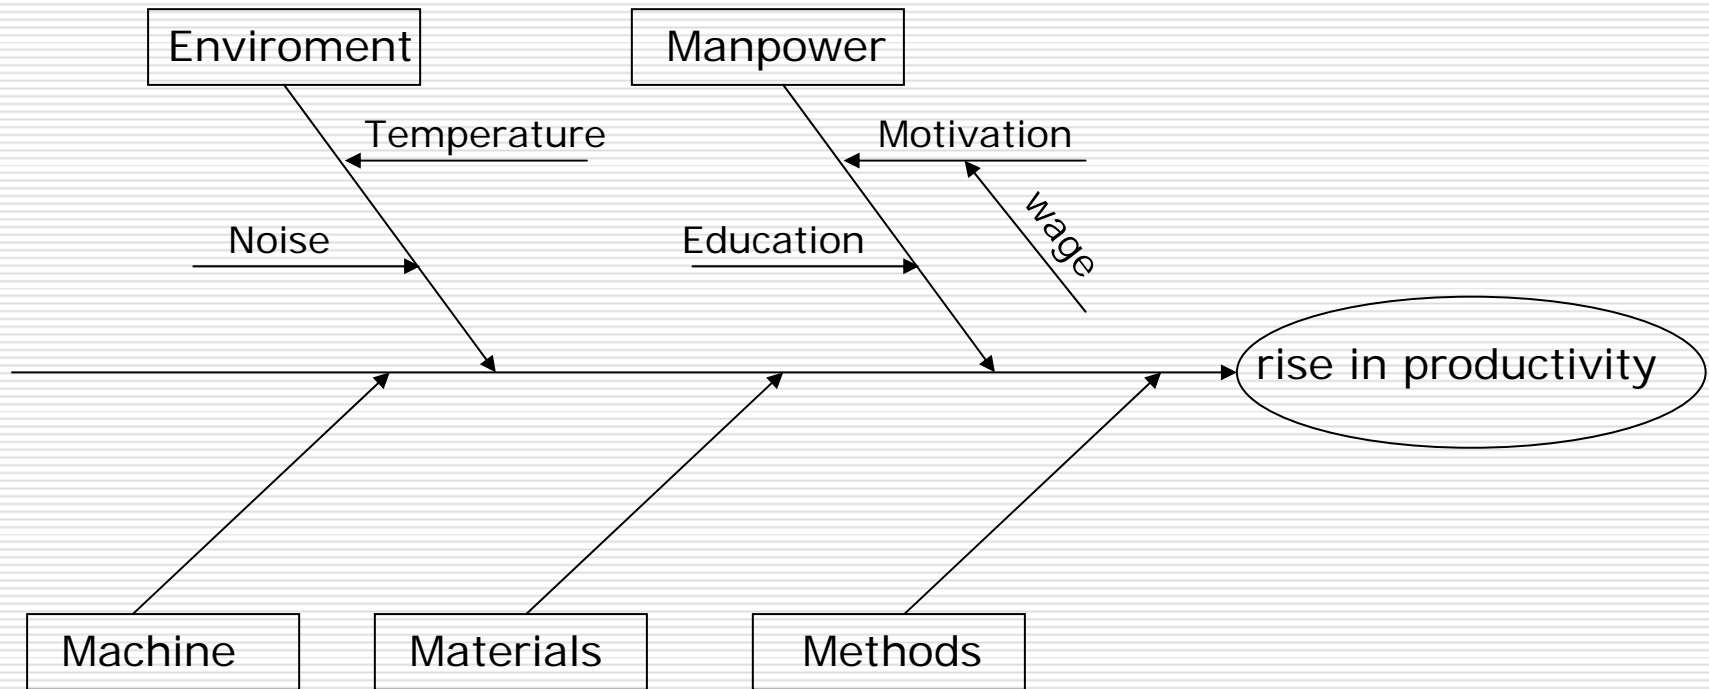 Enviroment
Manpower
Temperature
Motivation
Noise
Education
wage
rise in productivity
Machine
Materials
Methods